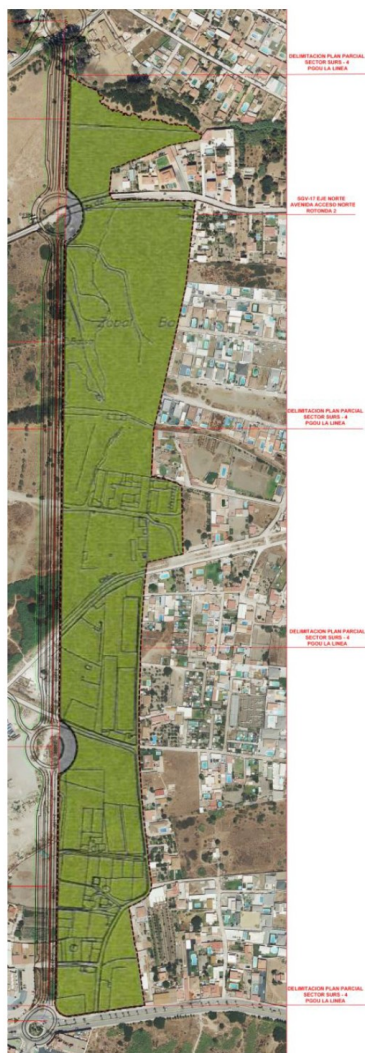 DELIMITACION PLAN PARCIAL
SECTOR SURS - 4
PGOU LA LINEA
SGV-17 EJE NORTE
AVENIDA ACCESO NORTE
ROTONDA 2
DELIMITACION PLAN PARCIAL
SECTOR SURS - 4
PGOU LA LINEA
DELIMITACION PLAN PARCIAL
SECTOR SURS - 4
PGOU LA LINEA
DELIMITACION PLAN PARCIAL
SECTOR SURS - 4
PGOU LA LINEA